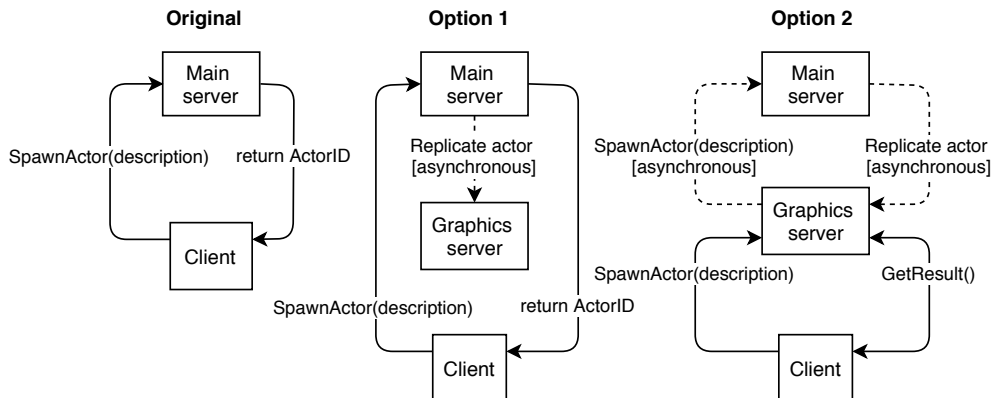 Original
Main
server
SpawnActor(description)
return ActorID
Client
Option 1
Main
server
Replicate actor
[asynchronous]
Graphics
server
SpawnActor(description)
return ActorID
Client
Option 2
Main
server
SpawnActor(description)
[asynchronous]
Replicate actor
[asynchronous]
Graphics
server
SpawnActor(description)
GetResult()
Client